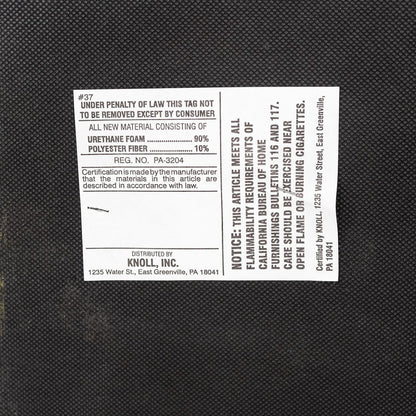 #37
UNDER PENALTY OF LAW THIS TAG NOT
TO BE REMOVED EXCEPT BY CONSUMER
ALL NEW MATERIAL CONSISTING OF
URETHANE FOAM ........................ 90%
POLYESTER FIBER ....................... 10%
REG. NO. PA-3204
Certification is made by the manufacturer
that the materials in this article are
described in accordance with law.
DISTRIBUTED BY
KNOLL, INC.
1235 Water St., East Greenville, PA 18041
NOTICE: THIS ARTICLE MEETS ALL
FLAMMABILITY REQUIREMENTS OF
CALIFORNIA BUREAU OF HOME
FURNISHINGS BULLETINS 116 AND 117.
CARE SHOULD BE EXERCISED NEAR
OPEN FLAME OR BURNING CIGARETTES.
Certified by KNOLL 1235 Water Street, East Greenville,
PA 18041